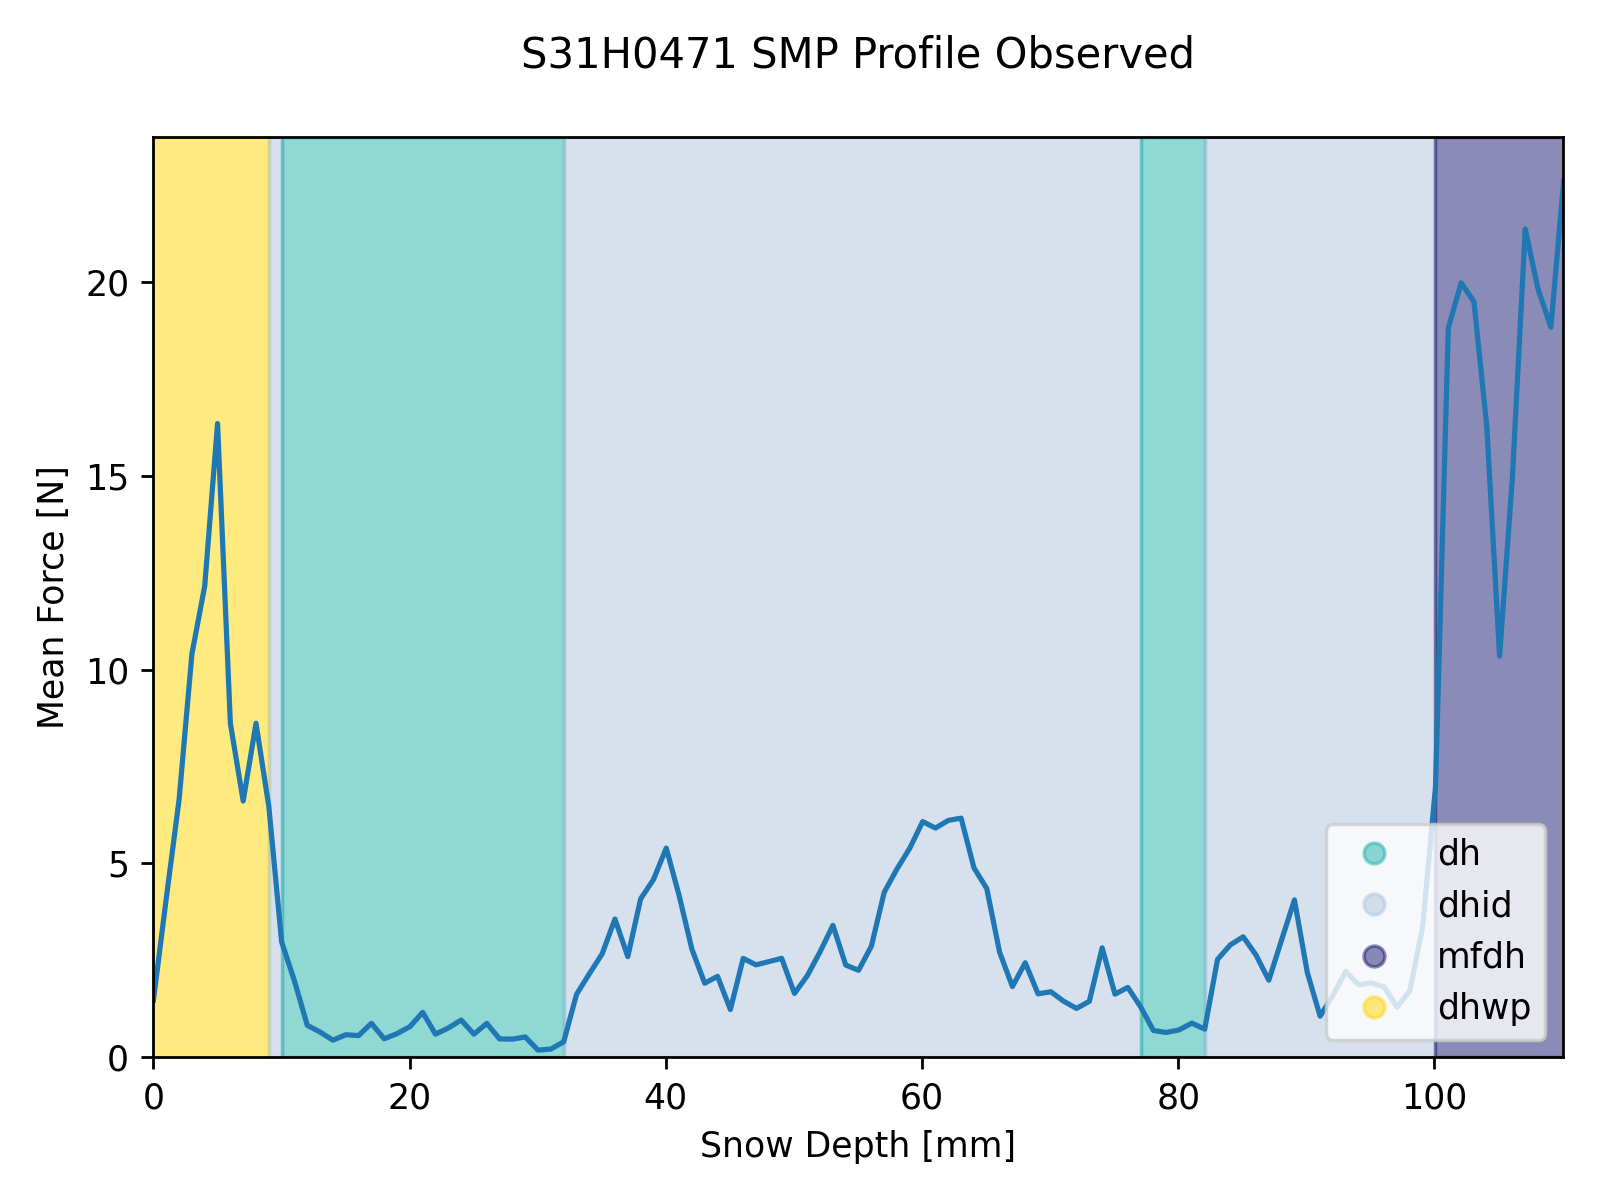 S31H0471 SMP Profile Observed
Mean Force [N]
20
15
10
5
0
dh
dhid
mfdh
dhwp
0 20 40 60 80 100
Snow Depth [mm]